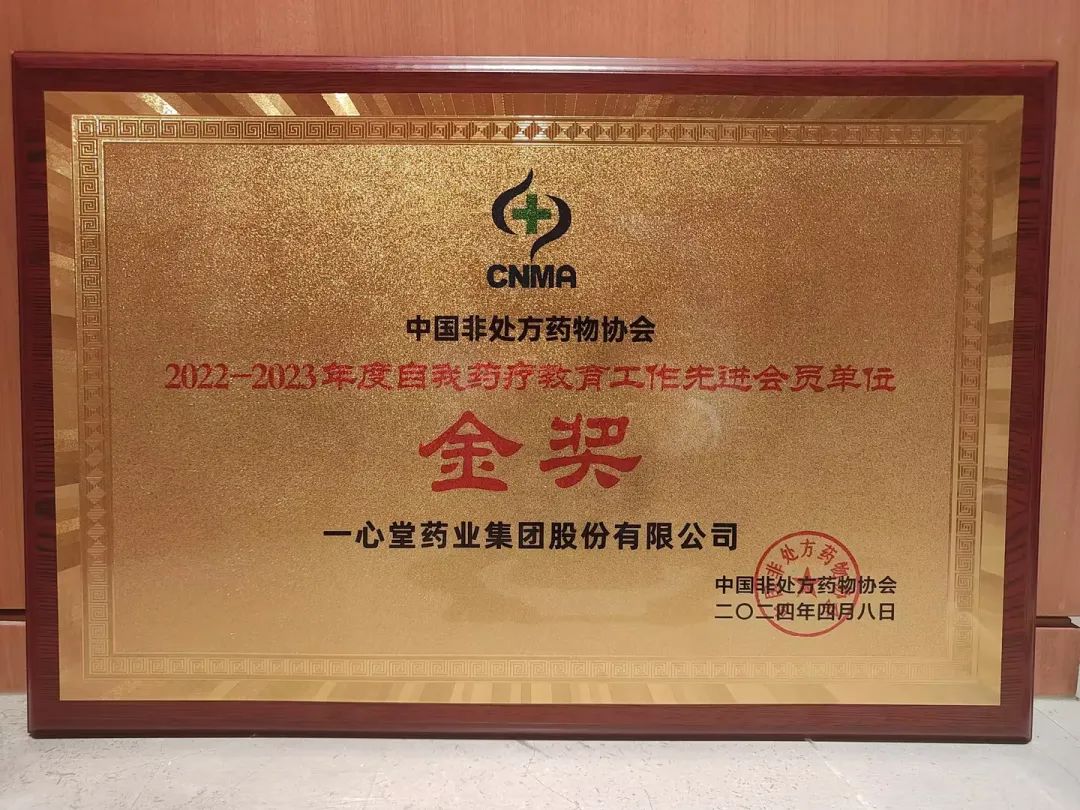 CNMA
中国非处方药物协会
2022-2023年度自我药疗教育工作先进会员单位
金奖
一心堂药业集团股份有限公司
中国非处方药物协会
二〇二四年四月八日